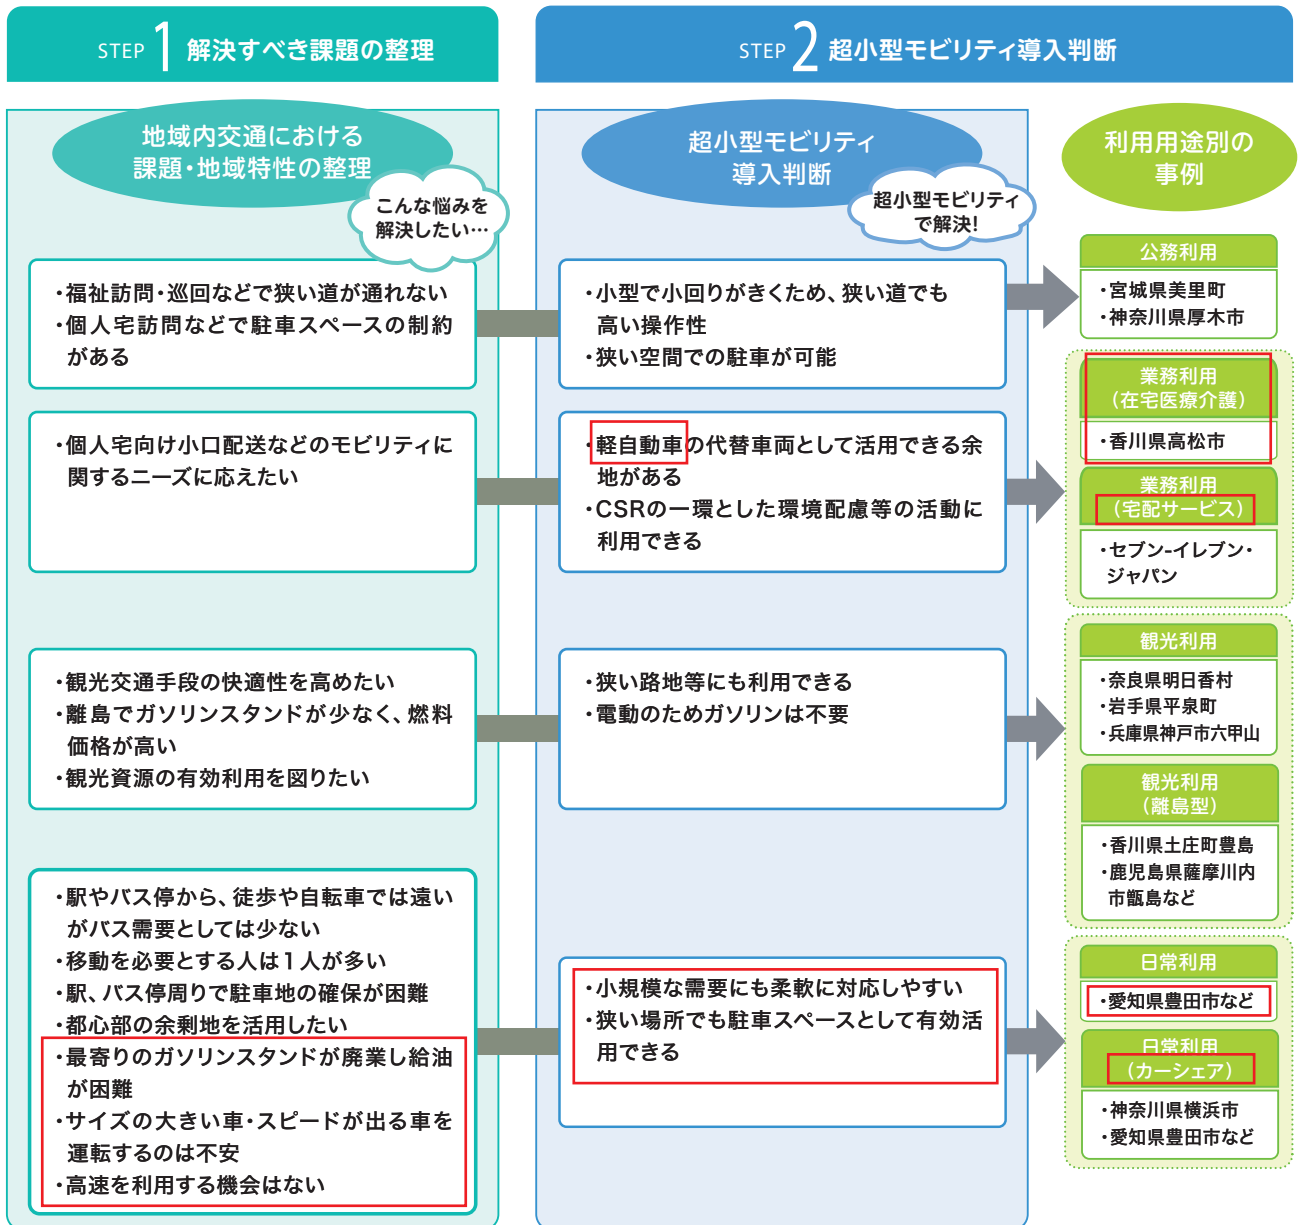 STEP 1 解決すべき課題の整理
STEP 2 超小型モビリティ導入判断
地域内交通における
課題・地域特性の整理
こんな悩みを
解決したい…
超小型モビリティ
導入判断
超小型モビリティ
で解決!
利用用途別の
事例
・福祉訪問・巡回などで狭い道が通れない
・個人宅訪問などで駐車スペースの制約
がある
・小型で小回りがきくため、狭い道でも
高い操作性
・狭い空間での駐車が可能
公務利用
・宮城県美里町
・神奈川県厚木市
・個人宅向け小口配送などのモビリティに
関するニーズに応えたい
・軽自動車の代替車両として活用できる余
地がある
・CSRの一環とした環境配慮等の活動に
利用できる
業務利用
（在宅医療介護）
・香川県高松市
業務利用
（宅配サービス）
・セブン-イレブン・
ジャパン
・観光交通手段の快適性を高めたい
・離島でガソリンスタンドが少なく、燃料
価格が高い
・観光資源の有効利用を図りたい
・狭い路地等にも利用できる
・電動のためガソリンは不要
観光利用
・奈良県明日香村
・岩手県平泉町
・兵庫県神戸市六甲山
観光利用
（離島型）
・香川県土庄町豊島
・鹿児島県薩摩川内
市甑島など
・駅やバス停から、徒歩や自転車では遠い
がバス需要としては少ない
・移動を必要とする人は1人が多い
・駅、バス停周りで駐車地の確保が困難
・都心部の余剰地を活用したい
・最寄りのガソリンスタンドが廃業し給油
が困難
・サイズの大きい車・スピードが出る車を
運転するのは不安
・高速を利用する機会はない
・小規模な需要にも柔軟に対応しやすい
・狭い場所でも駐車スペースとして有効活
用できる
日常利用
・愛知県豊田市など
日常利用
（カーシェア）
・神奈川県横浜市
・愛知県豊田市など